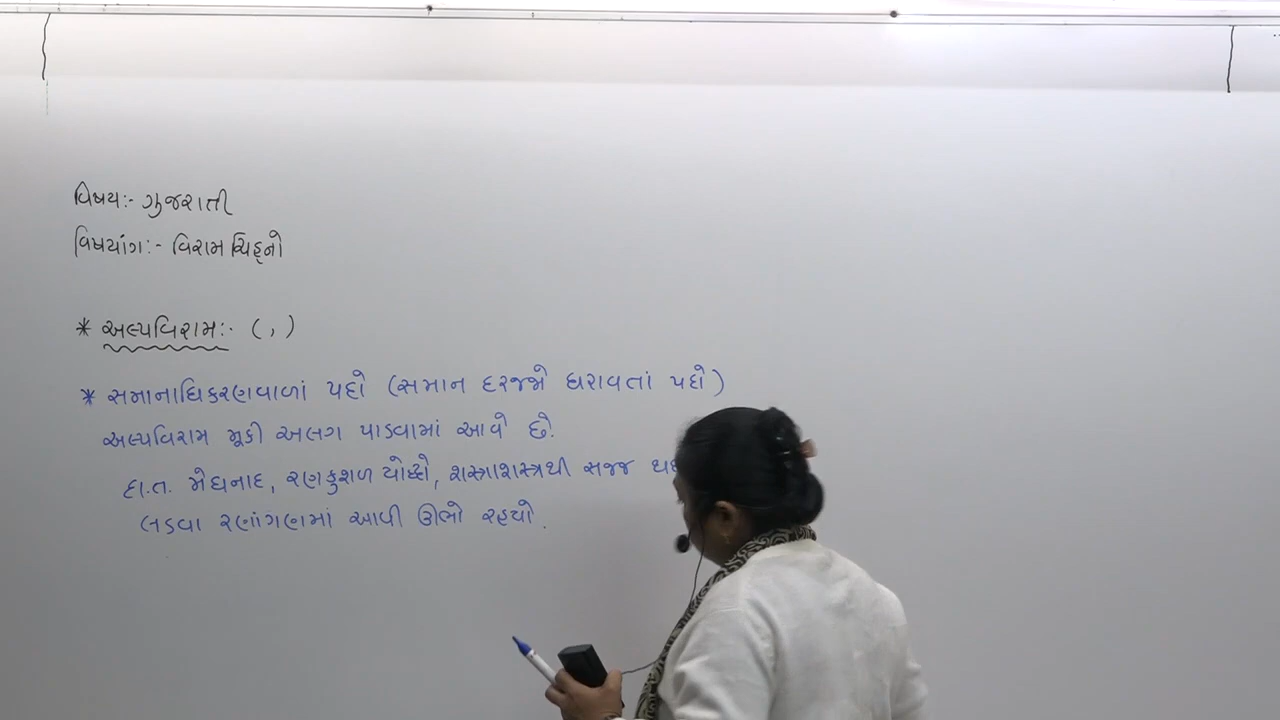 વિષય:- ગુજરાતી
વિષયાંગ:- વિરામ ચિહ્નો
* અલ્પવિરામ:- ( , )
* સમાનાધિકરણવાળાં પદો (સમાન દરજ્જો ધરાવતાં પદો)
અલ્પવિરામ મૂકી અલગ પાડવામાં આવે છે.
દા.ત. મેઘનાદ, રણકુશળ યોદ્ધો, શસ્ત્રાશસ્ત્રથી સજ્જ
લડવા રણાંગણમાં આવી ઊભો રહ્યો.